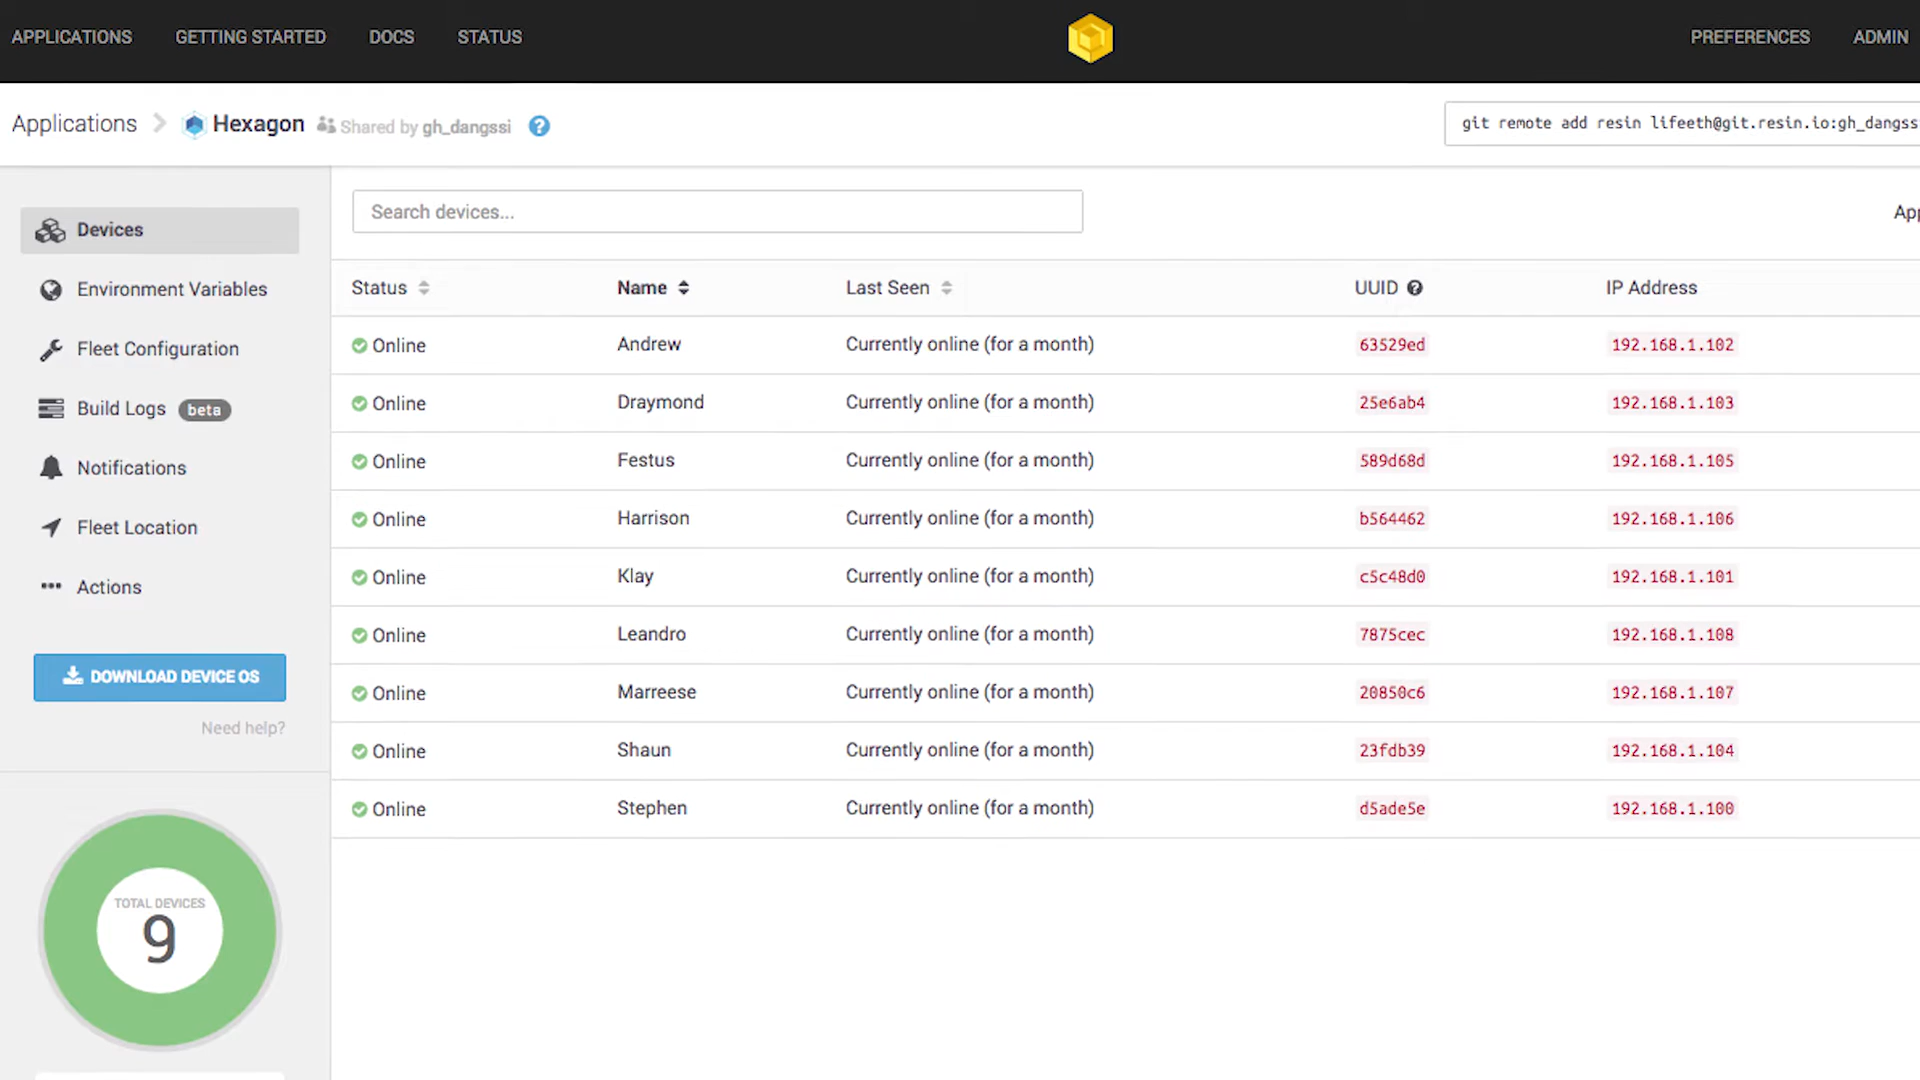 APPLICATIONS GETTING STARTED DOCS STATUS PREFERENCES ADMIN
Applications Hexagon Shared by gh_dangssi ? git remote add resin lifeeth@git.resin.io:gh_dangss
Devices
Environment Variables
Fleet Configuration
Build Logs beta
Notifications
Fleet Location
Actions
DOWNLOAD DEVICE OS
Need help?
TOTAL DEVICES
9
Search devices... App
Status Name Last Seen UUID ? IP Address
Online Andrew Currently online (for a month) 63529ed 192.168.1.102
Online Draymond Currently online (for a month) 25e6ab4 192.168.1.103
Online Festus Currently online (for a month) 589d68d 192.168.1.105
Online Harrison Currently online (for a month) b564462 192.168.1.106
Online Klay Currently online (for a month) c5c48d0 192.168.1.101
Online Leandro Currently online (for a month) 7875cec 192.168.1.108
Online Marreese Currently online (for a month) 20850c6 192.168.1.107
Online Shaun Currently online (for a month) 23fdb39 192.168.1.104
Online Stephen Currently online (for a month) d5ade5e 192.168.1.100